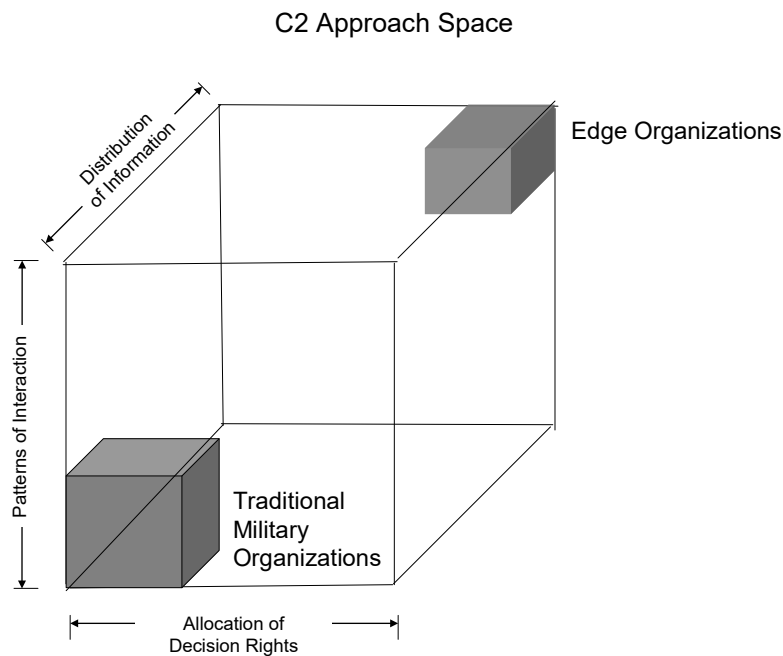 C2 Approach Space
Edge Organizations
Distribution
of Information
Patterns of Interaction
Traditional
Military
Organizations
Allocation of
Decision Rights